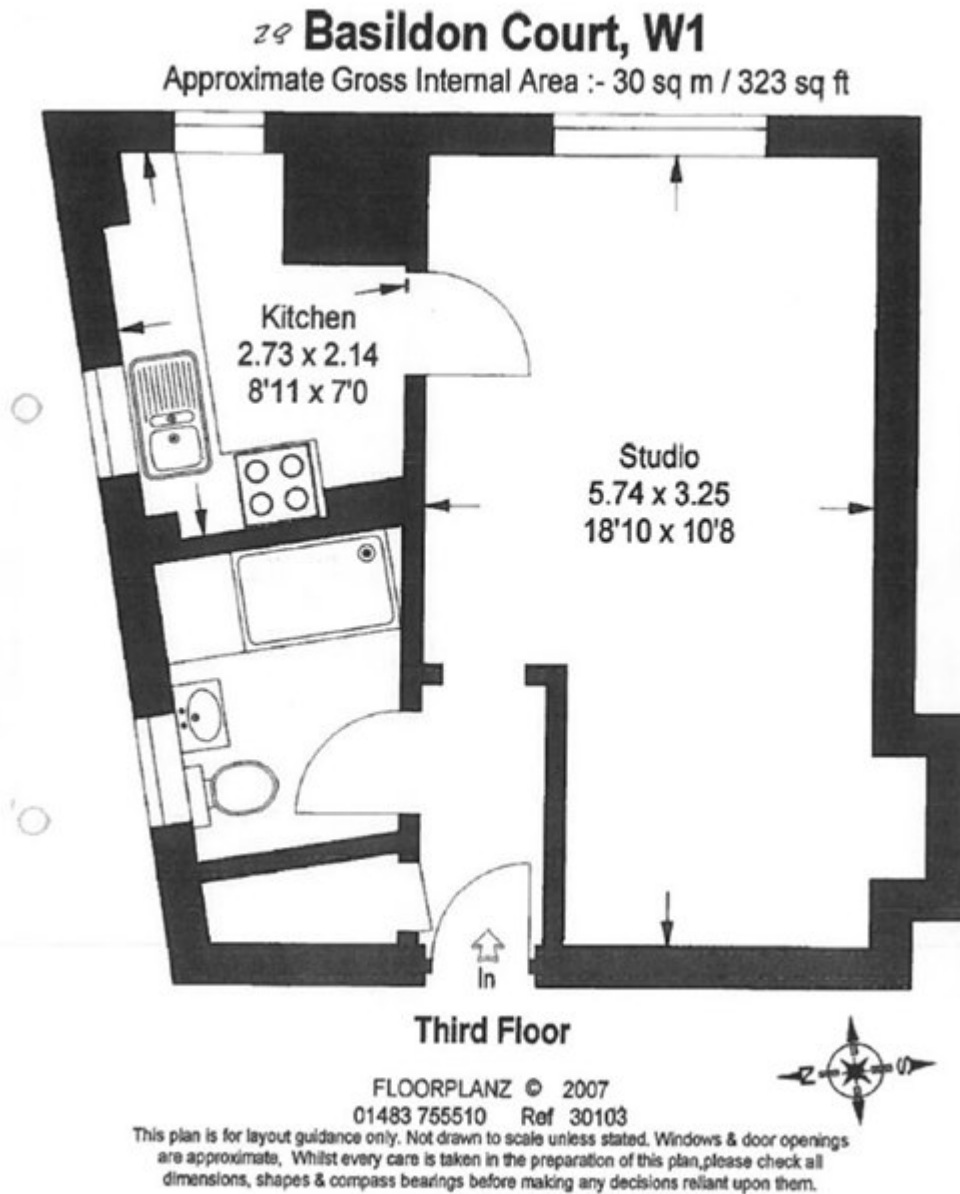 28 Basildon Court, W1
Approximate Gross Internal Area :- 30 sq m / 323 sq ft
Kitchen
2.73 x 2.14
8'11 x 7'0
Studio
5.74 x 3.25
18'10 x 10'8
In
Third Floor
N S
FLOORPLANZ © 2007
01483 755510 Ref 30103
This plan is for layout guidance only. Not drawn to scale unless stated. Windows & door openings
are approximate, Whilst every care is taken in the preparation of this plan,please check all
dimensions, shapes & compass bearings before making any decisions reliant upon them.